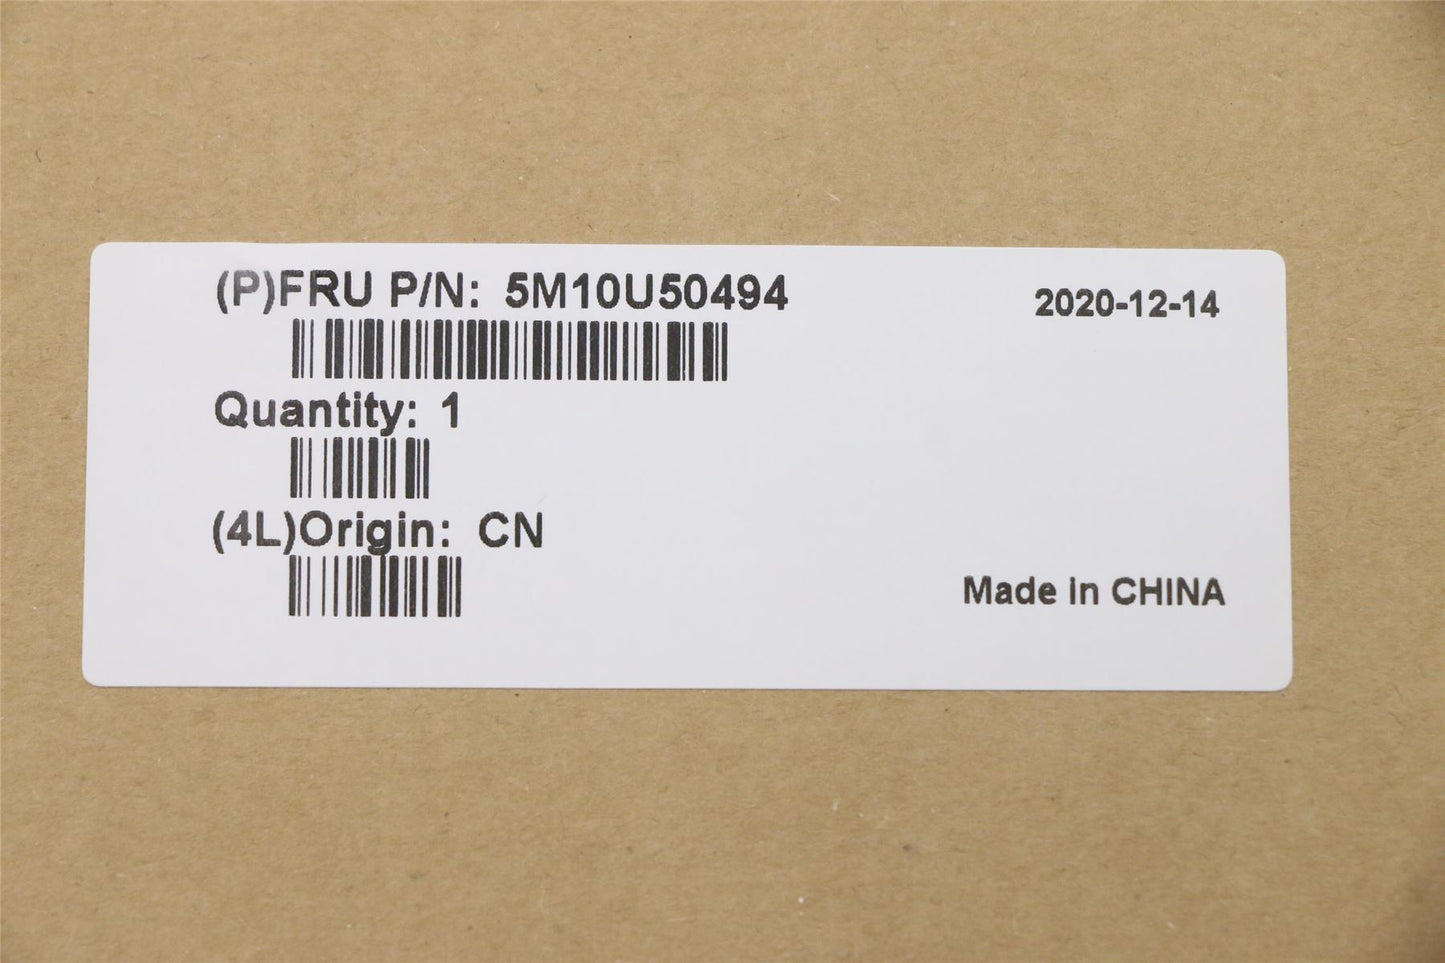 (P)FRU P/N: 5M10U50494
2020-12-14
Quantity: 1
(4L)Origin: CN
Made in CHINA